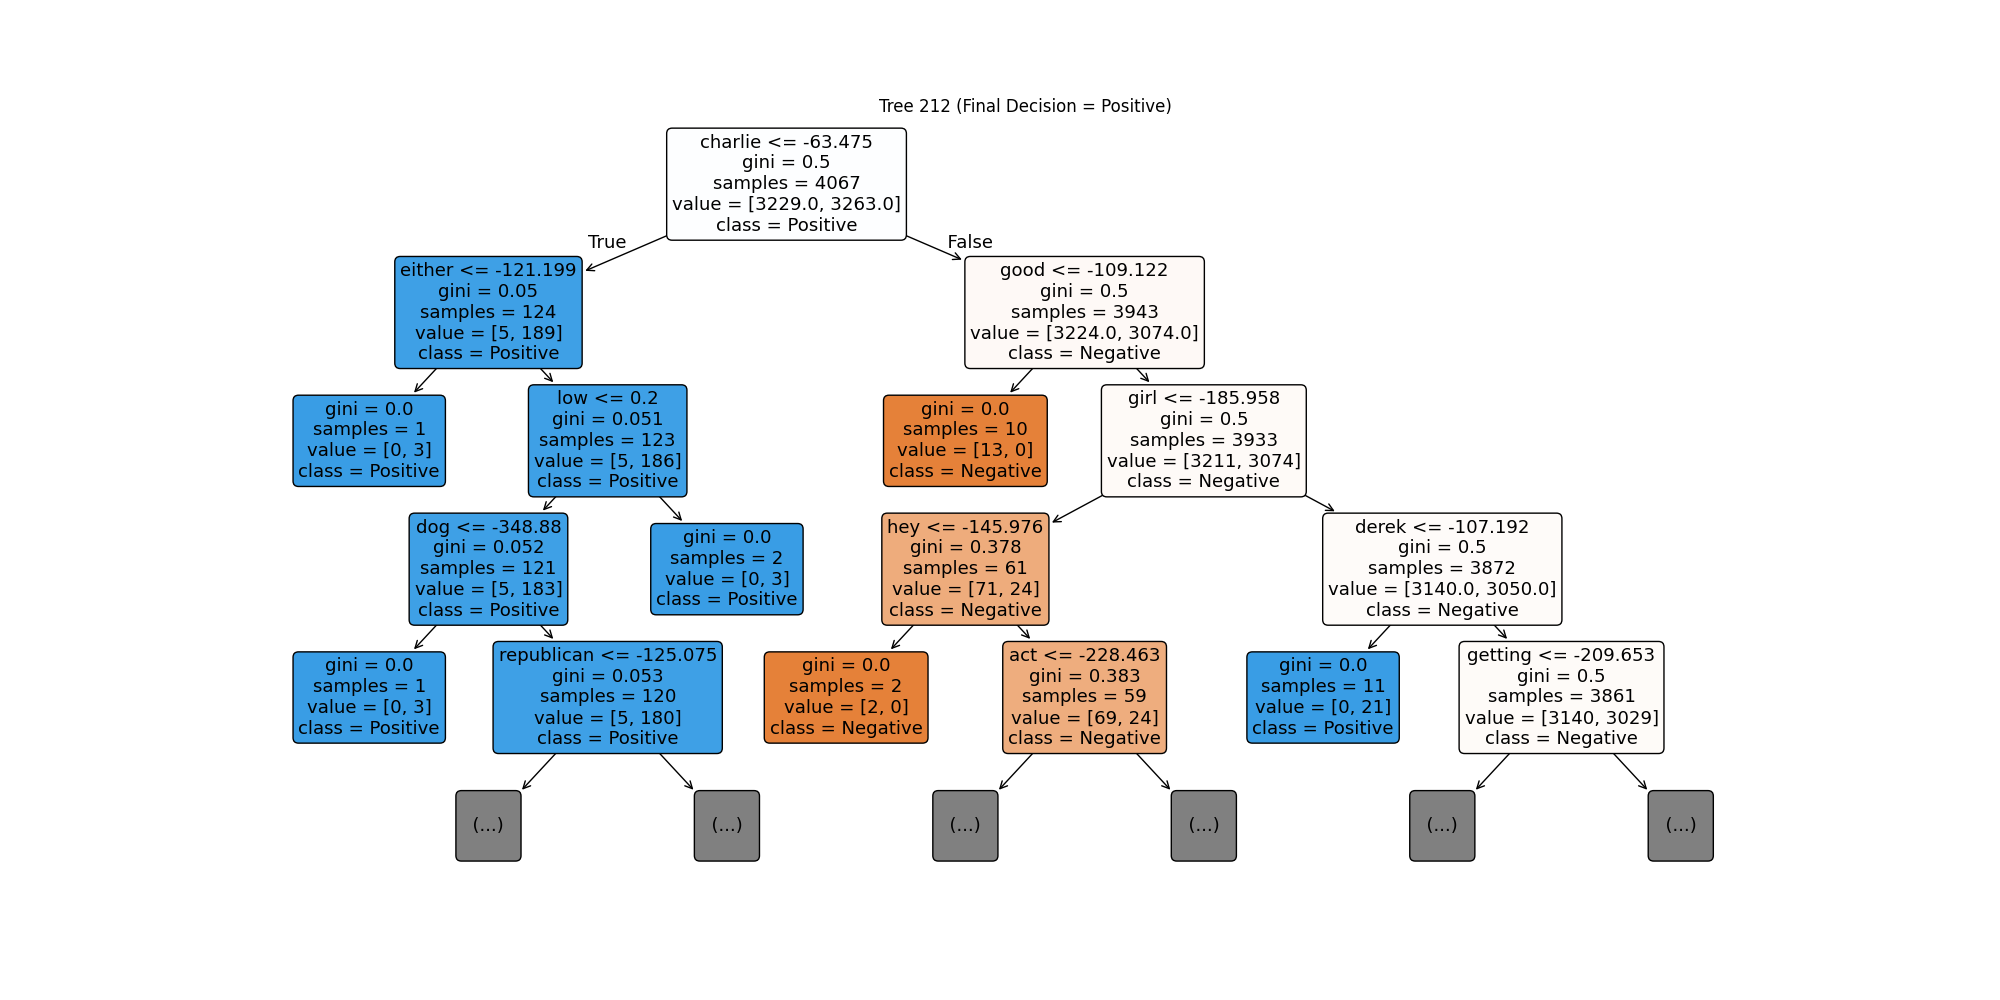 Tree 212 (Final Decision = Positive)
charlie <= -63.475
gini = 0.5
samples = 4067
value = [3229.0, 3263.0]
class = Positive
True
False
either <= -121.199
gini = 0.05
samples = 124
value = [5, 189]
class = Positive
good <= -109.122
gini = 0.5
samples = 3943
value = [3224.0, 3074.0]
class = Negative
gini = 0.0
samples = 1
value = [0, 3]
class = Positive
low <= 0.2
gini = 0.051
samples = 123
value = [5, 186]
class = Positive
gini = 0.0
samples = 10
value = [13, 0]
class = Negative
girl <= -185.958
gini = 0.5
samples = 3933
value = [3211, 3074]
class = Negative
dog <= -348.88
gini = 0.052
samples = 121
value = [5, 183]
class = Positive
gini = 0.0
samples = 2
value = [0, 3]
class = Positive
hey <= -145.976
gini = 0.378
samples = 61
value = [71, 24]
class = Negative
derek <= -107.192
gini = 0.5
samples = 3872
value = [3140.0, 3050.0]
class = Negative
gini = 0.0
samples = 1
value = [0, 3]
class = Positive
republican <= -125.075
gini = 0.053
samples = 120
value = [5, 180]
class = Positive
gini = 0.0
samples = 2
value = [2, 0]
class = Negative
act <= -228.463
gini = 0.383
samples = 59
value = [69, 24]
class = Negative
gini = 0.0
samples = 11
value = [0, 21]
class = Positive
getting <= -209.653
gini = 0.5
samples = 3861
value = [3140, 3029]
class = Negative
(...)
(...)
(...)
(...)
(...)
(...)